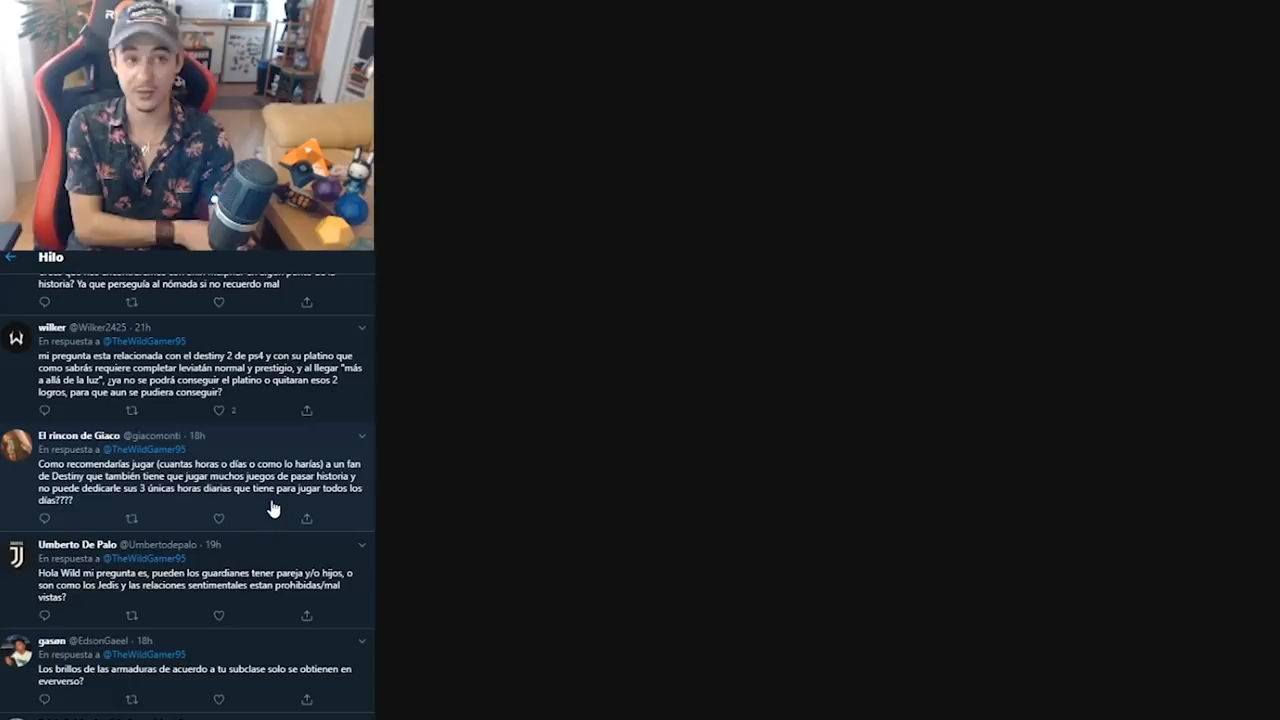 Hilo
historia? Ya que perseguía al nómada si no recuerdo mal
wilker @Wilker2425 · 21h
En respuesta a @TheWildGamer95
mi pregunta esta relacionada con el destiny 2 de ps4 y con su platino que
como sabrás requiere completar leviatán normal y prestigio, y al llegar "más
a allá de la luz", ¿ya no se podrá conseguir el platino o quitaran esos 2
logros, para que aun se pudiera conseguir?
2
El rincon de Giaco @giacomonti · 18h
En respuesta a @TheWildGamer95
Como recomendarías jugar (cuantas horas o días o como lo harías) a un fan
de Destiny que también tiene que jugar muchos juegos de pasar historia y
no puede dedicarle sus 3 únicas horas diarias que tiene para jugar todos los
días????
Umberto De Palo @Umbertodepalo · 19h
En respuesta a @TheWildGamer95
Hola Wild mi pregunta es, pueden los guardianes tener pareja y/o hijos, o
son como los Jedis y las relaciones sentimentales estan prohibidas/mal
vistas?
gasøn @EdsonGaeel · 18h
En respuesta a @TheWildGamer95
Los brillos de las armaduras de acuerdo a tu subclase solo se obtienen en
eververso?